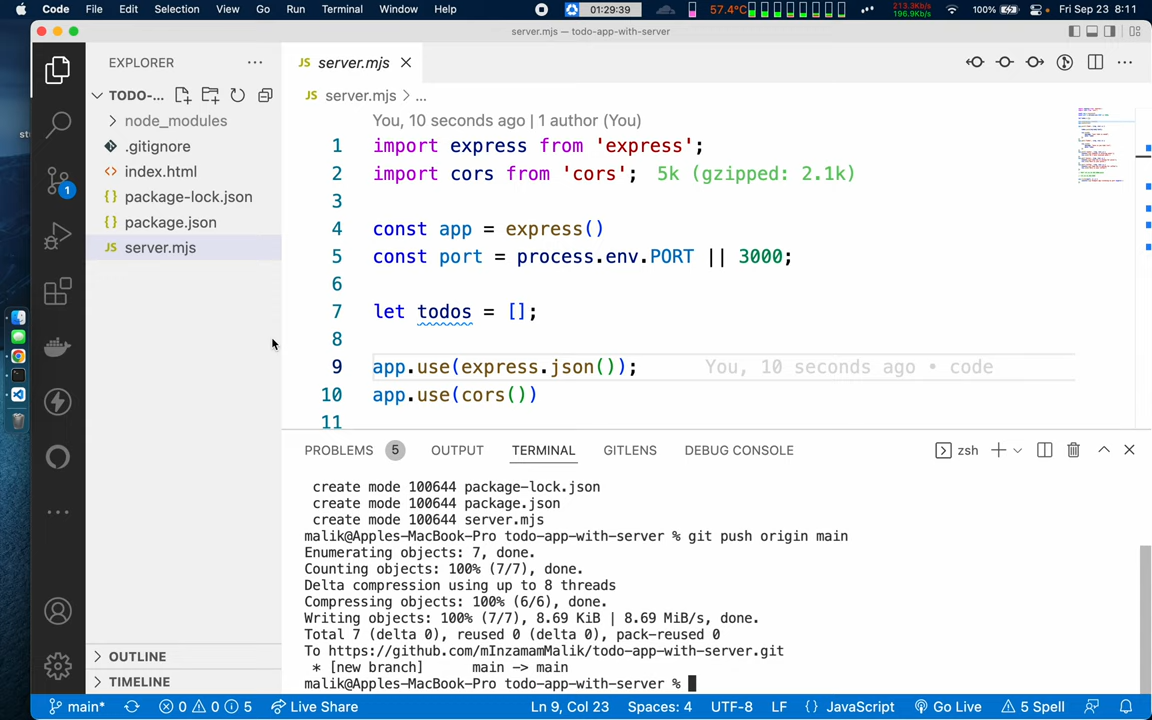 Code File Edit Selection View Go Run Terminal Window Help 01:29:39 57.4°C 213.3Kb/s 196.9Kb/s 100% Fri Sep 23 8:11
server.mjs — todo-app-with-server
EXPLORER
JS server.mjs
TODO-...
JS server.mjs > ...
node_modules
.gitignore
<> index.html
{} package-lock.json
{} package.json
JS server.mjs
1
OUTLINE
TIMELINE
You, 10 seconds ago | 1 author (You)
1 import express from 'express';
2 import cors from 'cors'; 5k (gzipped: 2.1k)
3
4 const app = express()
5 const port = process.env.PORT || 3000;
6
7 let todos = [];
8
9 app.use(express.json()); You, 10 seconds ago • code
10 app.use(cors())
11
PROBLEMS 5 OUTPUT TERMINAL GITLENS DEBUG CONSOLE zsh
create mode 100644 package-lock.json
create mode 100644 package.json
create mode 100644 server.mjs
malik@Apples-MacBook-Pro todo-app-with-server % git push origin main
Enumerating objects: 7, done.
Counting objects: 100% (7/7), done.
Delta compression using up to 8 threads
Compressing objects: 100% (6/6), done.
Writing objects: 100% (7/7), 8.69 KiB | 8.69 MiB/s, done.
Total 7 (delta 0), reused 0 (delta 0), pack-reused 0
To https://github.com/mInzamamMalik/todo-app-with-server.git
* [new branch] main -> main
malik@Apples-MacBook-Pro todo-app-with-server %
main* 0 0 5 Live Share Ln 9, Col 23 Spaces: 4 UTF-8 LF {} JavaScript Go Live 5 Spell